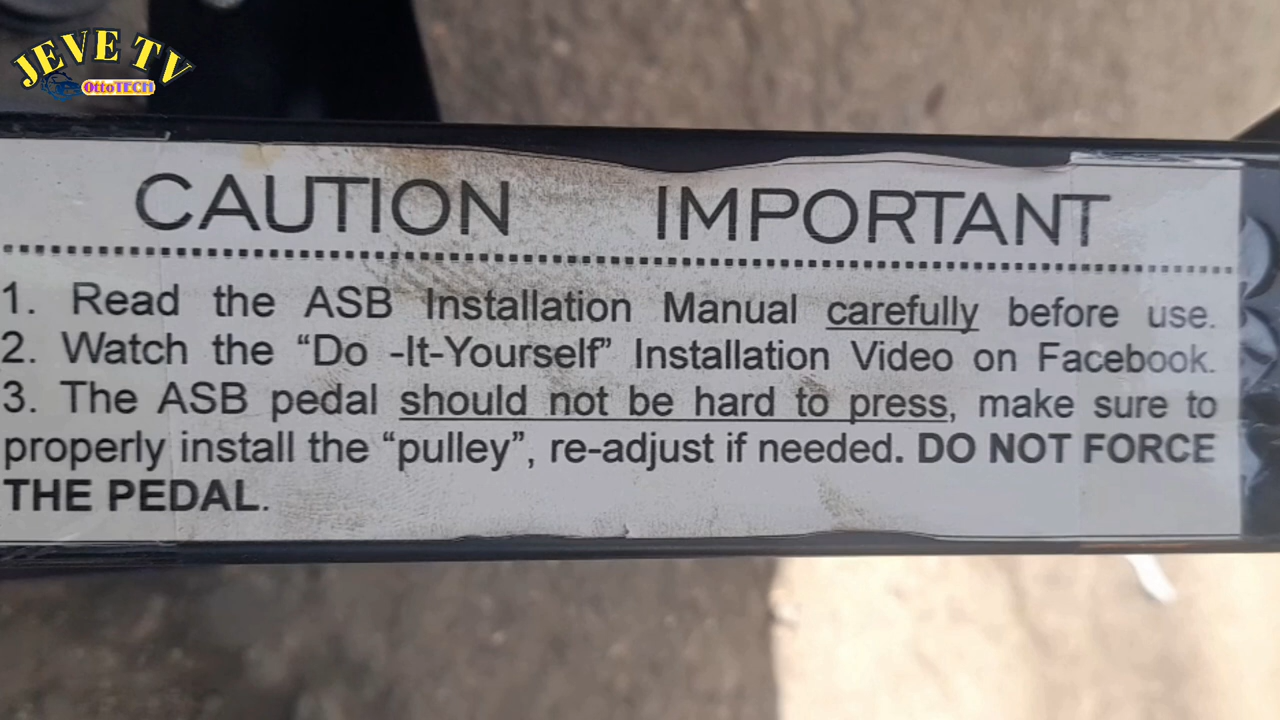 JEVE TV
OttoTECH
CAUTION IMPORTANT
1. Read the ASB Installation Manual carefully before use.
2. Watch the “Do -It-Yourself” Installation Video on Facebook.
3. The ASB pedal should not be hard to press, make sure to
properly install the “pulley”, re-adjust if needed. DO NOT FORCE
THE PEDAL.